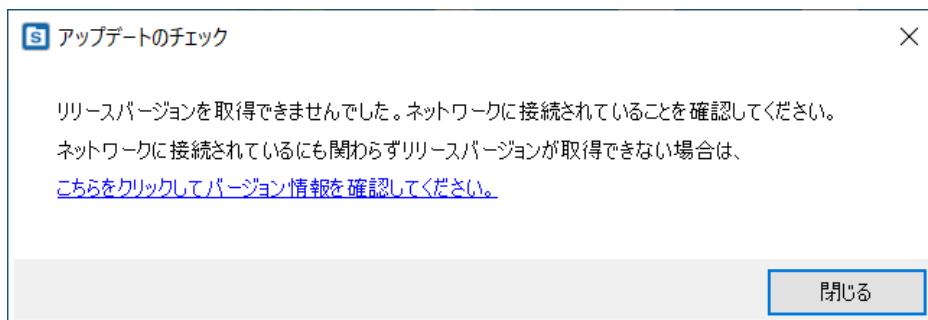 S アップデートのチェック
リリースバージョンを取得できませんでした。ネットワークに接続されていることを確認してください。
ネットワークに接続されているにも関わらずリリースバージョンが取得できない場合は、
こちらをクリックしてバージョン情報を確認してください。
閉じる